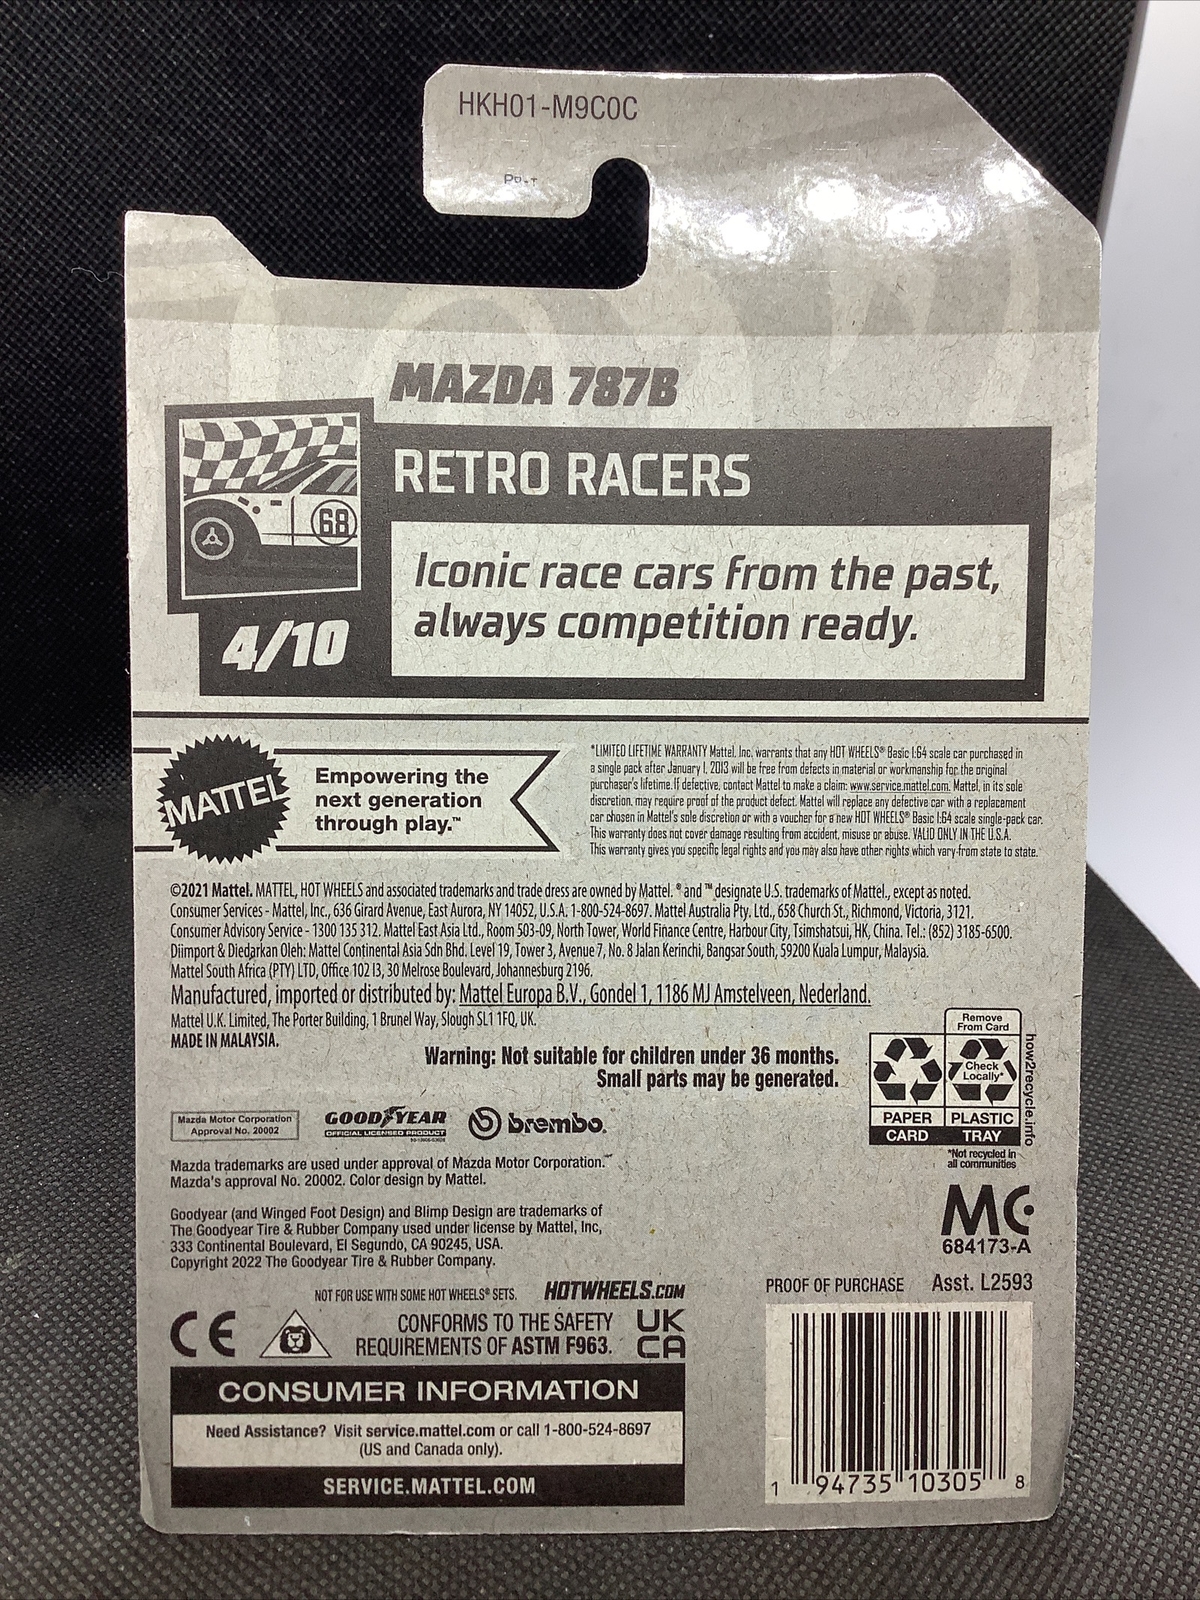 HKH01-M9C0C
MAZDA 787B
RETRO RACERS
68
Iconic race cars from the past,
always competition ready.
4/10
MATTEL
Empowering the
next generation
through play.™
*LIMITED LIFETIME WARRANTY Mattel, Inc. warrants that any HOT WHEELS® Basic 1:64 scale car purchased in
a single pack after January 1, 2013 will be free from defects in material or workmanship for the original
purchaser's lifetime. If defective, contact Mattel to make a claim: www.service.mattel.com. Mattel, in its sole
discretion, may require proof of the product defect. Mattel will replace any defective car with a replacement
car chosen in Mattel's sole discretion or with a voucher for a new HOT WHEELS® Basic 1:64 scale single-pack car.
This warranty does not cover damage resulting from accident, misuse or abuse. VALID ONLY IN THE U.S.A.
This warranty gives you specific legal rights and you may also have other rights which vary from state to state.
©2021 Mattel. MATTEL, HOT WHEELS and associated trademarks and trade dress are owned by Mattel. ® and ™ designate U.S. trademarks of Mattel., except as noted.
Consumer Services - Mattel, Inc., 636 Girard Avenue, East Aurora, NY 14052, U.S.A. 1-800-524-8697. Mattel Australia Pty. Ltd., 658 Church St., Richmond, Victoria, 3121.
Consumer Advisory Service - 1300 135 312. Mattel East Asia Ltd., Room 503-09, North Tower, World Finance Centre, Harbour City, Tsimshatsui, HK, China. Tel.: (852) 3185-6500.
Diimport & Diedarkan Oleh: Mattel Continental Asia Sdn Bhd. Level 19, Tower 3, Avenue 7, No. 8 Jalan Kerinchi, Bangsar South, 59200 Kuala Lumpur, Malaysia.
Mattel South Africa (PTY) LTD, Office 102 I3, 30 Melrose Boulevard, Johannesburg 2196.
Manufactured, imported or distributed by: Mattel Europa B.V., Gondel 1, 1186 MJ Amstelveen, Nederland.
Mattel U.K. Limited, The Porter Building, 1 Brunel Way, Slough SL1 1FQ, UK.
MADE IN MALAYSIA.
Warning: Not suitable for children under 36 months.
Small parts may be generated.
Remove
From Card
Check
Locally*
PAPER PLASTIC
CARD TRAY
how2recycle.info
*Not recycled in
all communities
Mazda Motor Corporation
Approval No. 20002
GOODYEAR
OFFICIAL LICENSED PRODUCT
brembo
Mazda trademarks are used under approval of Mazda Motor Corporation.
Mazda's approval No. 20002. Color design by Mattel.
Goodyear (and Winged Foot Design) and Blimp Design are trademarks of
The Goodyear Tire & Rubber Company used under license by Mattel, Inc,
333 Continental Boulevard, El Segundo, CA 90245, USA.
Copyright 2022 The Goodyear Tire & Rubber Company.
MC
684173-A
NOT FOR USE WITH SOME HOT WHEELS® SETS. HOTWHEELS.COM
PROOF OF PURCHASE Asst. L2593
CE
CONFORMS TO THE SAFETY
REQUIREMENTS OF ASTM F963.
UK
CA
CONSUMER INFORMATION
Need Assistance? Visit service.mattel.com or call 1-800-524-8697
(US and Canada only).
SERVICE.MATTEL.COM
1 94735 10305 8